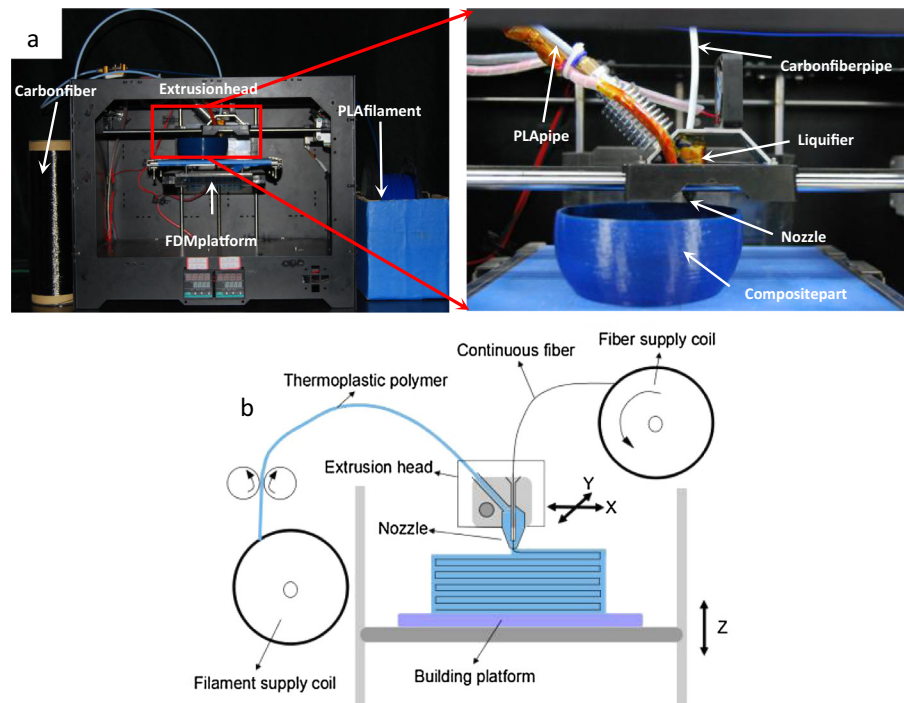 a
Carbonfiber
Extrusionhead
PLAfilament
FDMplatform
Carbonfiberpipe
PLApipe
Liquifier
Nozzle
Compositepart
b
Thermoplastic polymer
Continuous fiber
Fiber supply coil
Extrusion head
Y
X
Nozzle
Z
Filament supply coil
Building platform